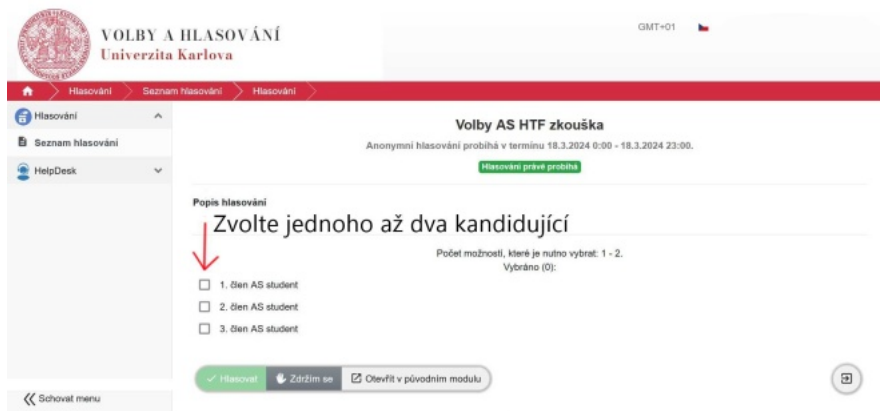 VOLBY A HLASOVÁNÍ
Univerzita Karlova
GMT+01
Hlasování
Seznam hlasování
Hlasování
Hlasování
Seznam hlasování
HelpDesk
Volby AS HTF zkouška
Anonymní hlasování probíhá v termínu 18.3.2024 0:00 - 18.3.2024 23:00.
Hlasování právě probíhá
Popis hlasování
Zvolte jednoho až dva kandidující
Počet možností, které je nutno vybrat: 1 - 2.
Vybráno (0):
1. člen AS student
2. člen AS student
3. člen AS student
Hlasovat
Zdržím se
Otevřít v původním modulu
Schovat menu